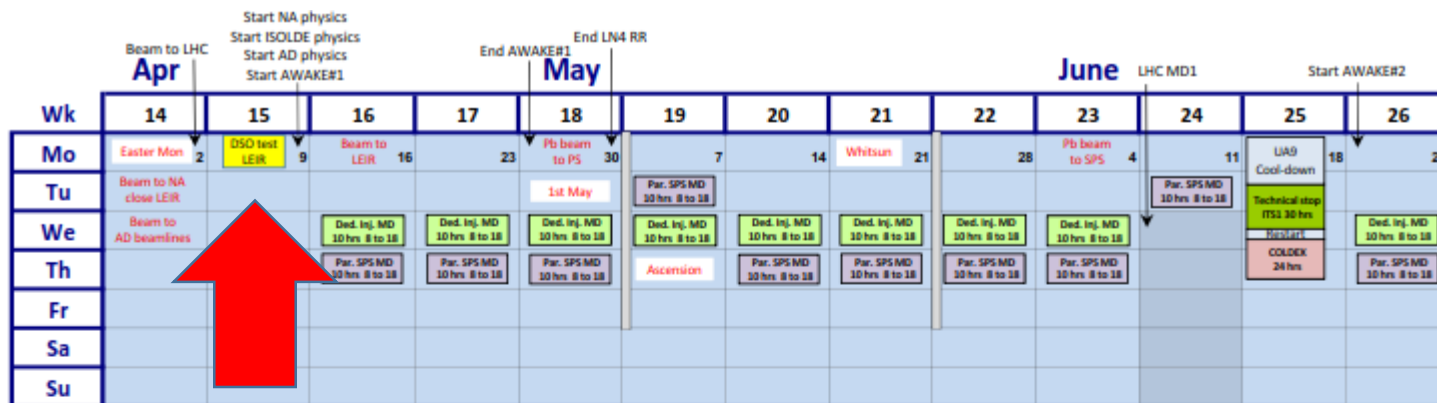 Start NA physics
Start ISOLDE physics
Beam to LHC
Start AD physics
End AWAKE#1
End LN4 RR
Start AWAKE#1
Apr
May
June
LHC MD1
Start AWAKE#2
Wk 14 15 16 17 18 19 20 21 22 23 24 25 26
Mo
Easter Mon 2
DSO test
LEIR 9
Beam to
LEIR 16
23
Pb beam
to PS 30
7
14
Whitsun 21
28
Pb beam
to SPS 4
11
UA9
Cool-down 18
2
Tu
Beam to NA
close LEIR
1st May
Par. SPS MD
10 hrs 8 to 18
Par. SPS MD
10 hrs 8 to 18
Technical stop
ITS1 30 hrs
We
Beam to
AD beamlines
Ded. Inj. MD
10 hrs 8 to 18
Ded. Inj. MD
10 hrs 8 to 18
Ded. Inj. MD
10 hrs 8 to 18
Ded. Inj. MD
10 hrs 8 to 18
Ded. Inj. MD
10 hrs 8 to 18
Ded. Inj. MD
10 hrs 8 to 18
Ded. Inj. MD
10 hrs 8 to 18
Ded. Inj. MD
10 hrs 8 to 18
Restart
Ded. Inj. MD
10 hrs 8 to 18
Th
Par. SPS MD
10 hrs 8 to 18
Par. SPS MD
10 hrs 8 to 18
Par. SPS MD
10 hrs 8 to 18
Ascension
Par. SPS MD
10 hrs 8 to 18
Par. SPS MD
10 hrs 8 to 18
Par. SPS MD
10 hrs 8 to 18
Par. SPS MD
10 hrs 8 to 18
COLDEX
24 hrs
Par. SPS MD
10 hrs 8 to 18
Fr
Sa
Su